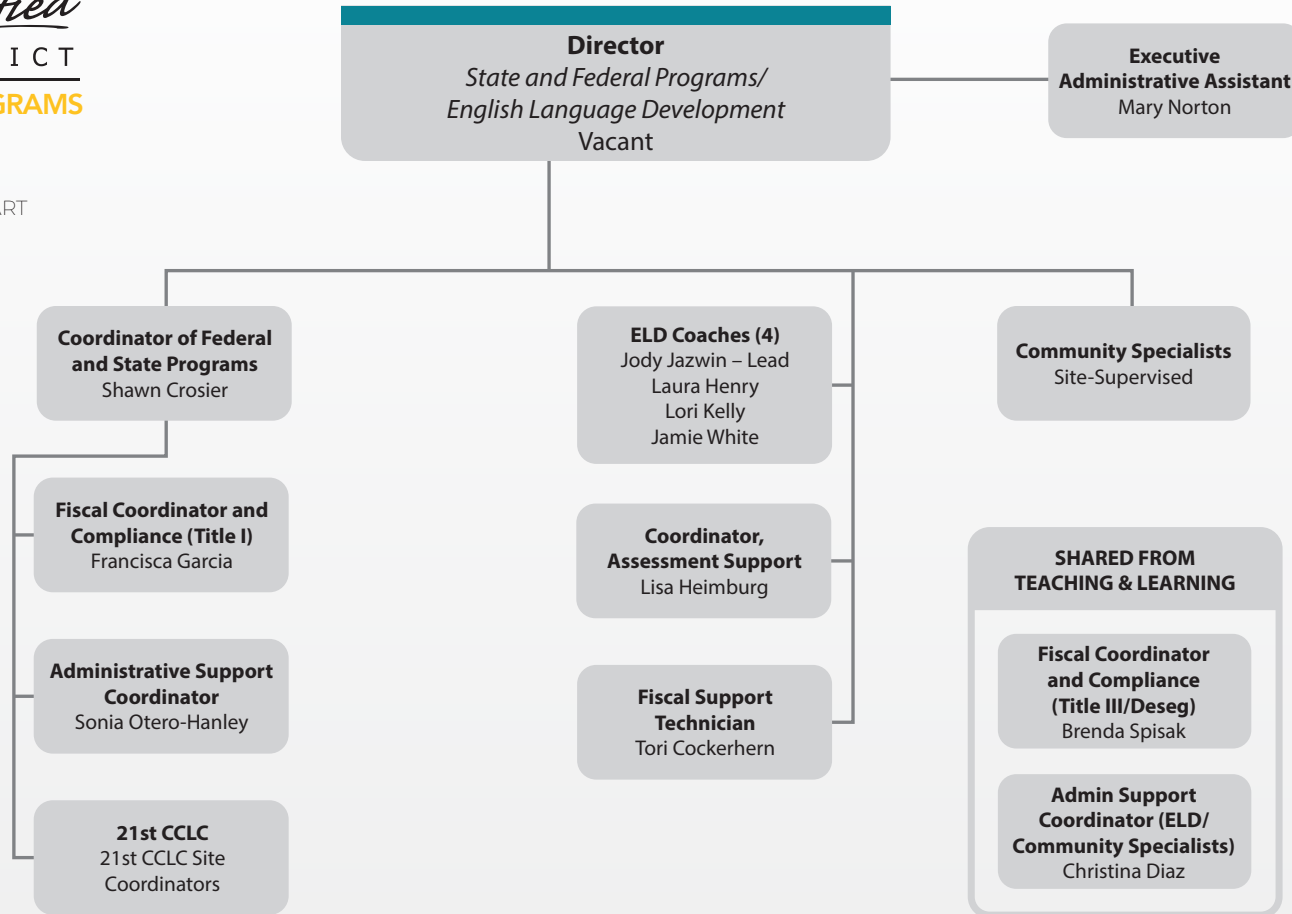 ICT
Director
State and Federal Programs/
English Language Development
Vacant
Executive
Administrative Assistant
Mary Norton
Coordinator of Federal
and State Programs
Shawn Crosier
Fiscal Coordinator and
Compliance (Title I)
Francisca Garcia
Administrative Support
Coordinator
Sonia Otero-Hanley
21st CCLC
21st CCLC Site
Coordinators
ELD Coaches (4)
Jody Jazwin – Lead
Laura Henry
Lori Kelly
Jamie White
Coordinator,
Assessment Support
Lisa Heimburg
Fiscal Support
Technician
Tori Cockerhern
Community Specialists
Site-Supervised
SHARED FROM
TEACHING & LEARNING
Fiscal Coordinator
and Compliance
(Title III/Deseg)
Brenda Spisak
Admin Support
Coordinator (ELD/
Community Specialists)
Christina Diaz